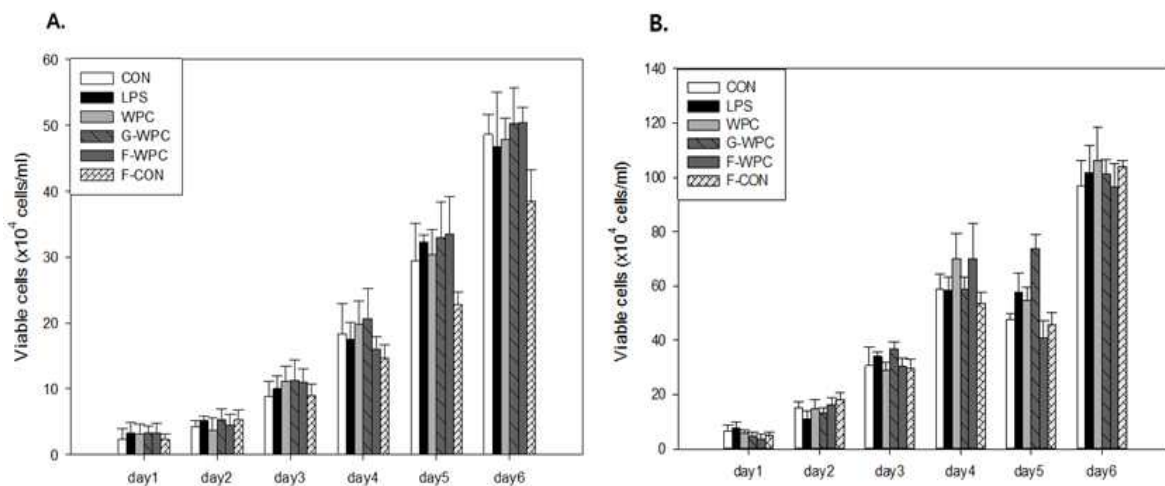 A.
60
50
40
30
20
10
0
Viable cells (x10⁴ cells/ml)
CON
LPS
WPC
G-WPC
F-WPC
F-CON
day1 day2 day3 day4 day5 day6
B.
140
120
100
80
60
40
20
0
Viable cells (x10⁴ cells/ml)
CON
LPS
WPC
G-WPC
F-WPC
F-CON
day1 day2 day3 day4 day5 day6